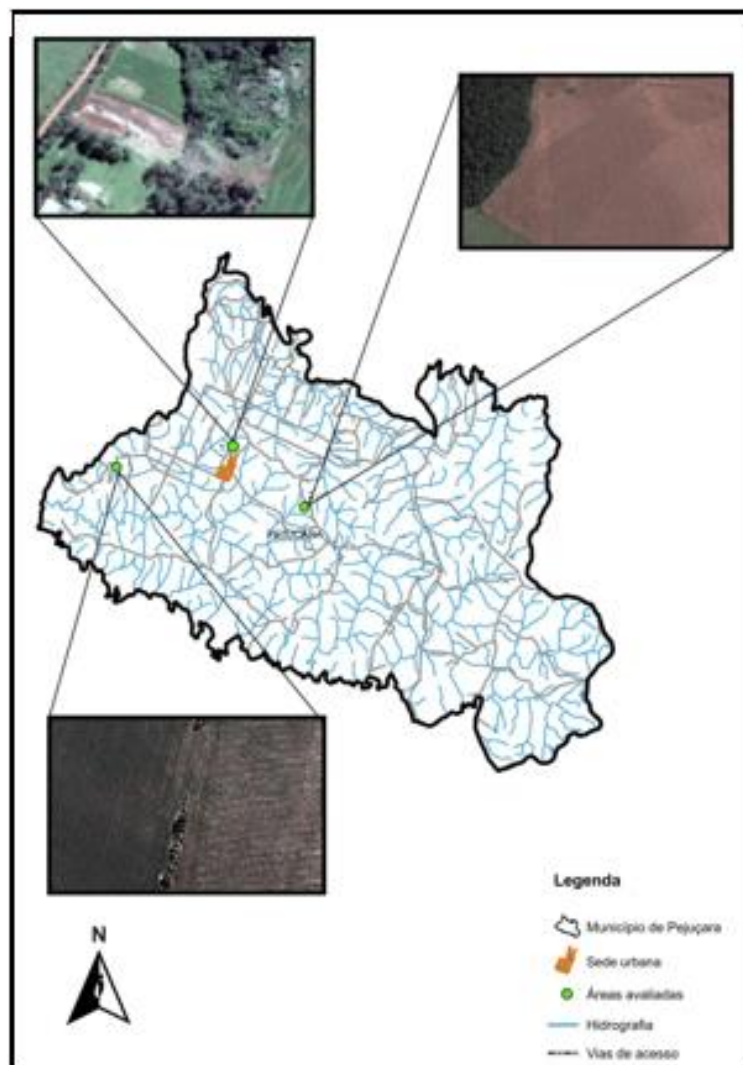 N
Legenda
Município de Pejuçara
Sede urbana
Áreas avaliadas
Hidrografia
Vias de acesso